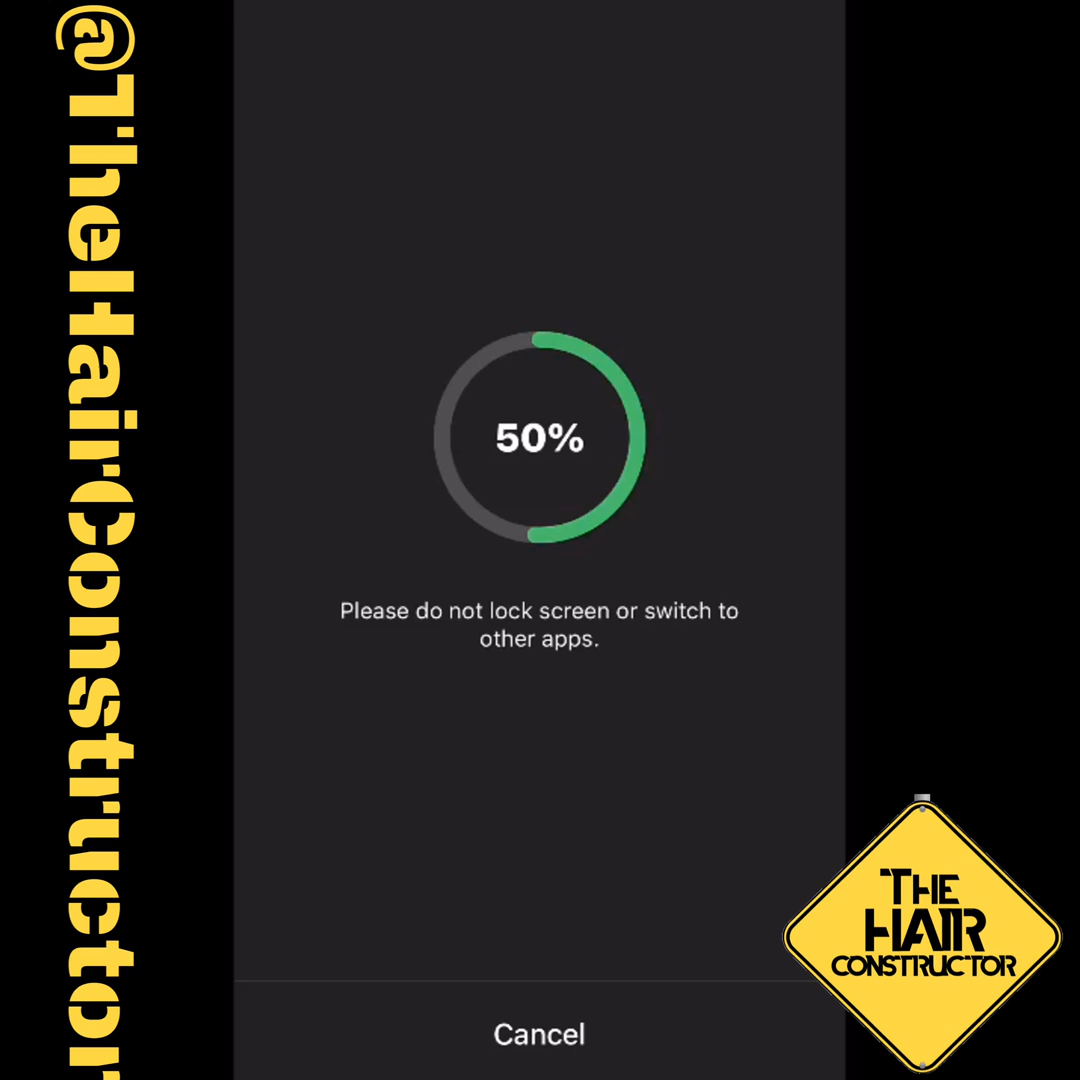 @TheHairConstructor
50%
Please do not lock screen or switch to
other apps.
THE
HAIR
CONSTRUCTOR
Cancel